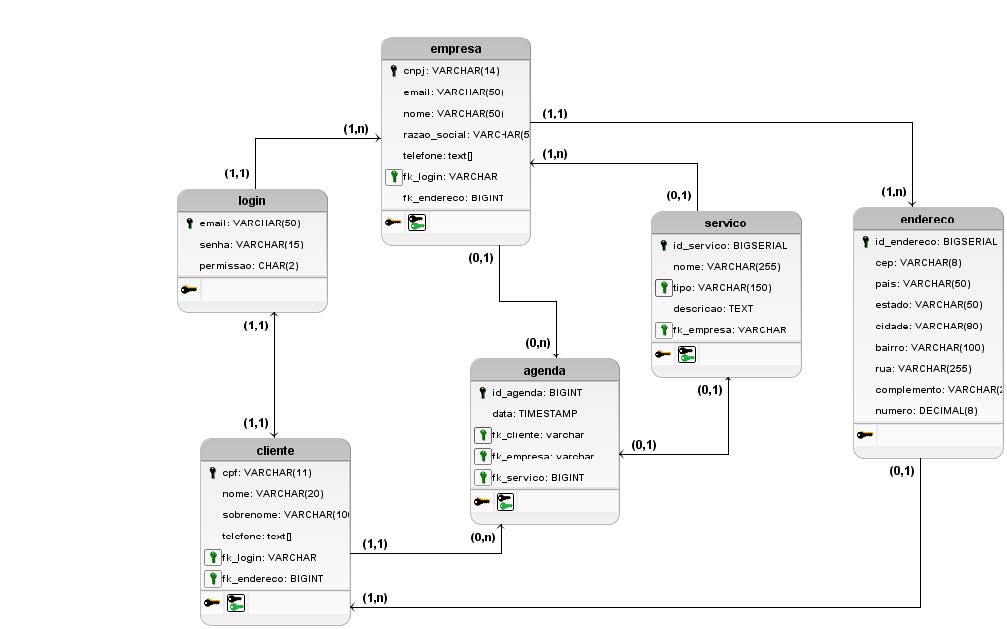 empresa
cnpj: VARCHAR(14)
email: VARCHAR(50)
nome: VARCHAR(50)
razao_social: VARCHAR(5
telefone: text[]
fk_login: VARCHAR
fk_endereco: BIGINT
(1,n)
(1,1)
(1,1)
(1,n)
(0,1)
(1,n)
(0,1)
login
email: VARCHAR(50)
senha: VARCHAR(15)
permissao: CHAR(2)
(1,1)
servico
id_servico: BIGSERIAL
nome: VARCHAR(255)
tipo: VARCHAR(150)
descricao: TEXT
fk_empresa: VARCHAR
(0,1)
endereco
id_endereco: BIGSERIAL
cep: VARCHAR(8)
pais: VARCHAR(50)
estado: VARCHAR(50)
cidade: VARCHAR(80)
bairro: VARCHAR(100)
rua: VARCHAR(255)
complemento: VARCHAR(2
numero: DECIMAL(8)
(0,1)
(0,n)
agenda
id_agenda: BIGINT
data: TIMESTAMP
fk_cliente: varchar
fk_empresa: varchar
fk_servico: BIGINT
(0,1)
(0,n)
(1,1)
cliente
cpf: VARCHAR(11)
nome: VARCHAR(20)
sobrenome: VARCHAR(100
telefone: text[]
fk_login: VARCHAR
fk_endereco: BIGINT
(1,1)
(1,n)